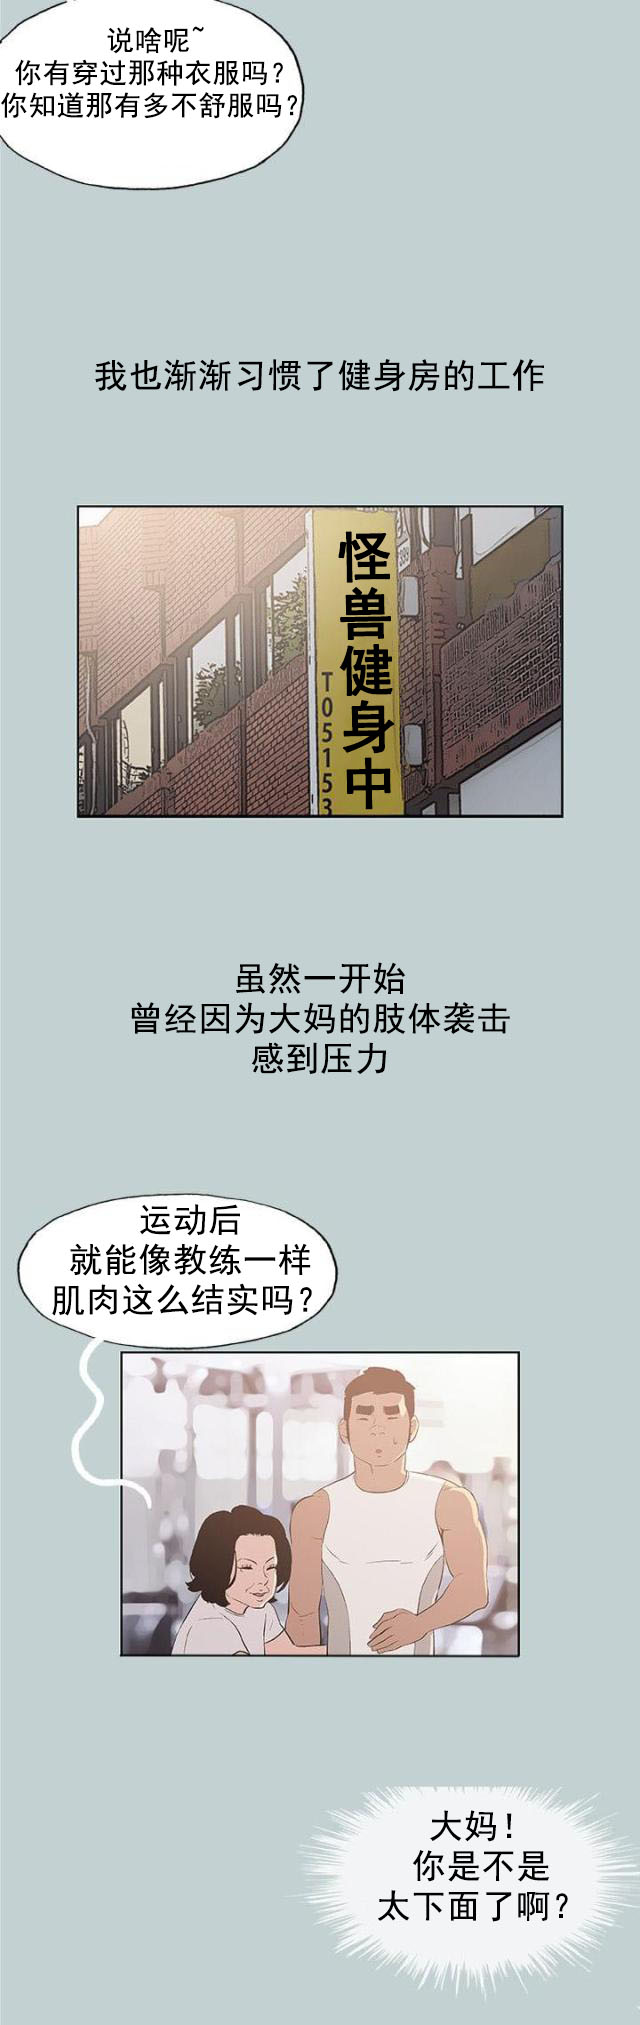 说啥呢~
你有穿过那种衣服吗？
你知道那有多不舒服吗？
我也渐渐习惯了健身房的工作
怪兽健身中
T05153
虽然一开始
曾经因为大妈的肢体袭击
感到压力
运动后
就能像教练一样
肌肉这么结实吗？
大妈！
你是不是
太下面了啊？